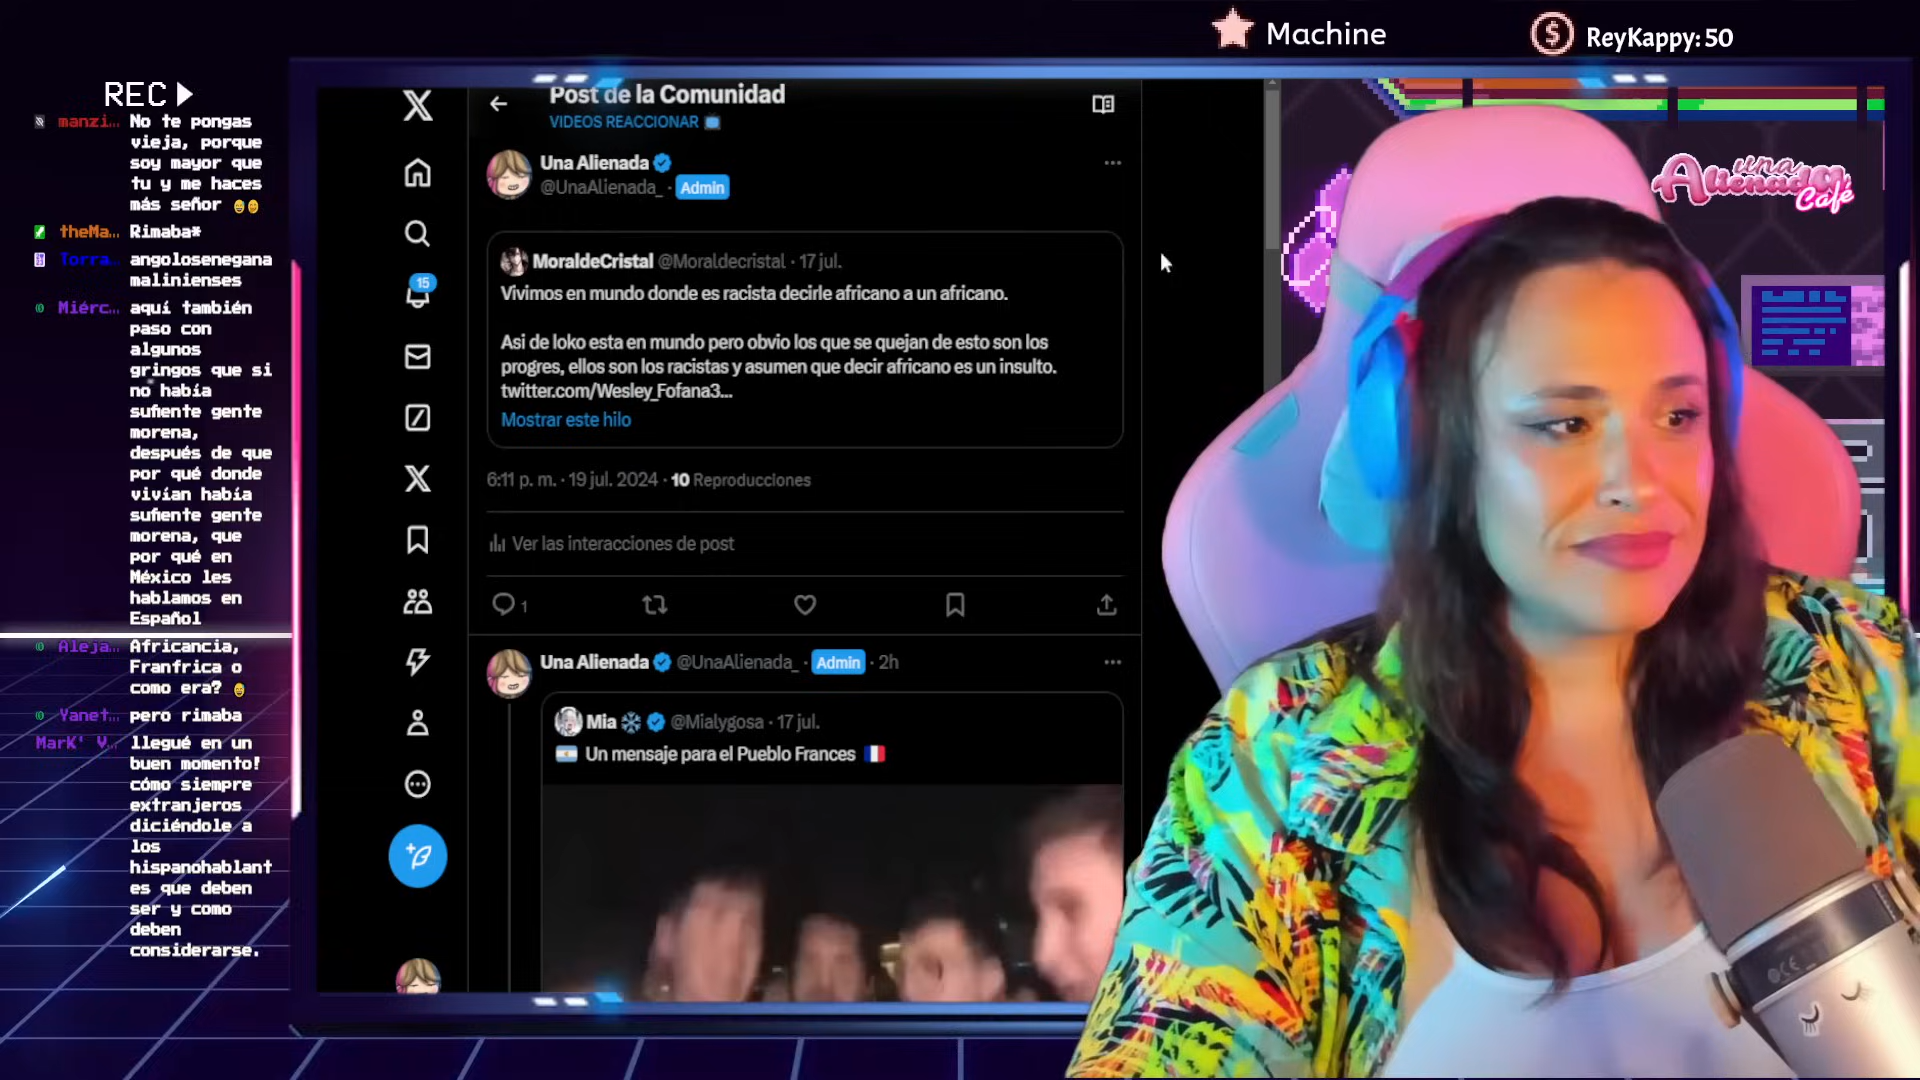 Machine
ReyKappy: 50
REC
manzi... No te pongas
vieja, porque
soy mayor que
tu y me haces
más señor
theMa... Rimaba*
Torra... angolosenegana
malinienses
Miérc... aquí también
paso con
algunos
gringos que si
no había
sufiente gente
morena,
después de que
por qué donde
vivían había
sufiente gente
morena, que
por qué en
México les
hablamos en
Español
Aleja... Africancia,
Franfrica o
como era?
Yanet... pero rimaba
MarK' V... llegué en un
buen momento!
cómo siempre
extranjeros
diciéndole a
los
hispanohablant
es que deben
ser y como
deben
considerarse.
15
Post de la Comunidad
VIDEOS REACCIONAR
Una Alienada
@UnaAlienada_ · Admin
MoraldeCristal @Moraldecristal · 17 jul.
Vivimos en mundo donde es racista decirle africano a un africano.
Asi de loko esta en mundo pero obvio los que se quejan de esto son los
progres, ellos son los racistas y asumen que decir africano es un insulto.
twitter.com/Wesley_Fofana3...
Mostrar este hilo
6:11 p. m. · 19 jul. 2024 · 10 Reproducciones
Ver las interacciones de post
1
Una Alienada @UnaAlienada_ · Admin · 2h
Mia @Mialygosa · 17 jul.
Un mensaje para el Pueblo Frances
una
Alienada
Café